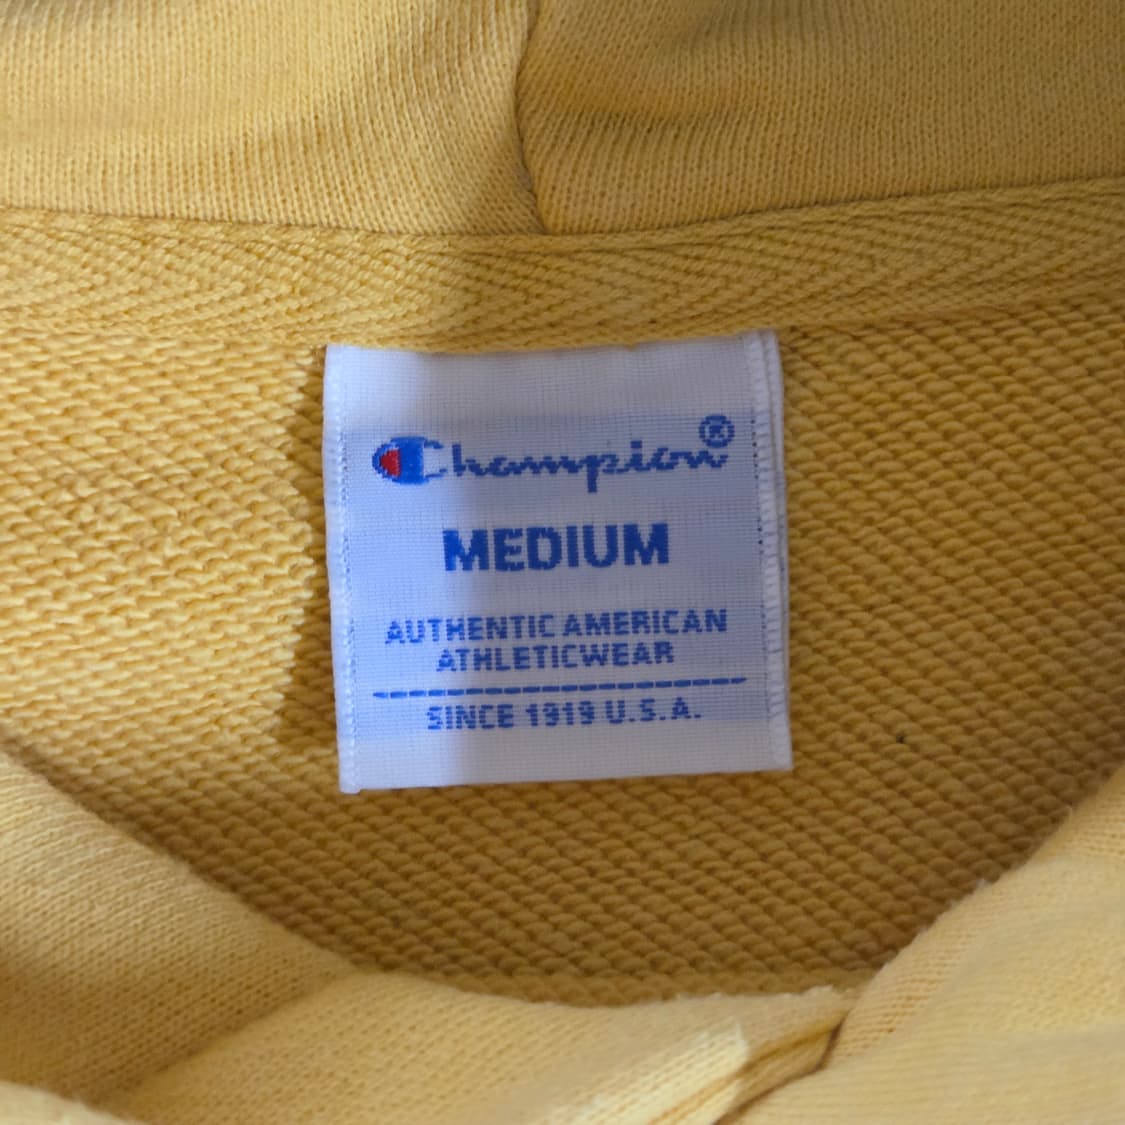 Champion®
MEDIUM
AUTHENTIC AMERICAN
ATHLETICWEAR
SINCE 1919 U.S.A.